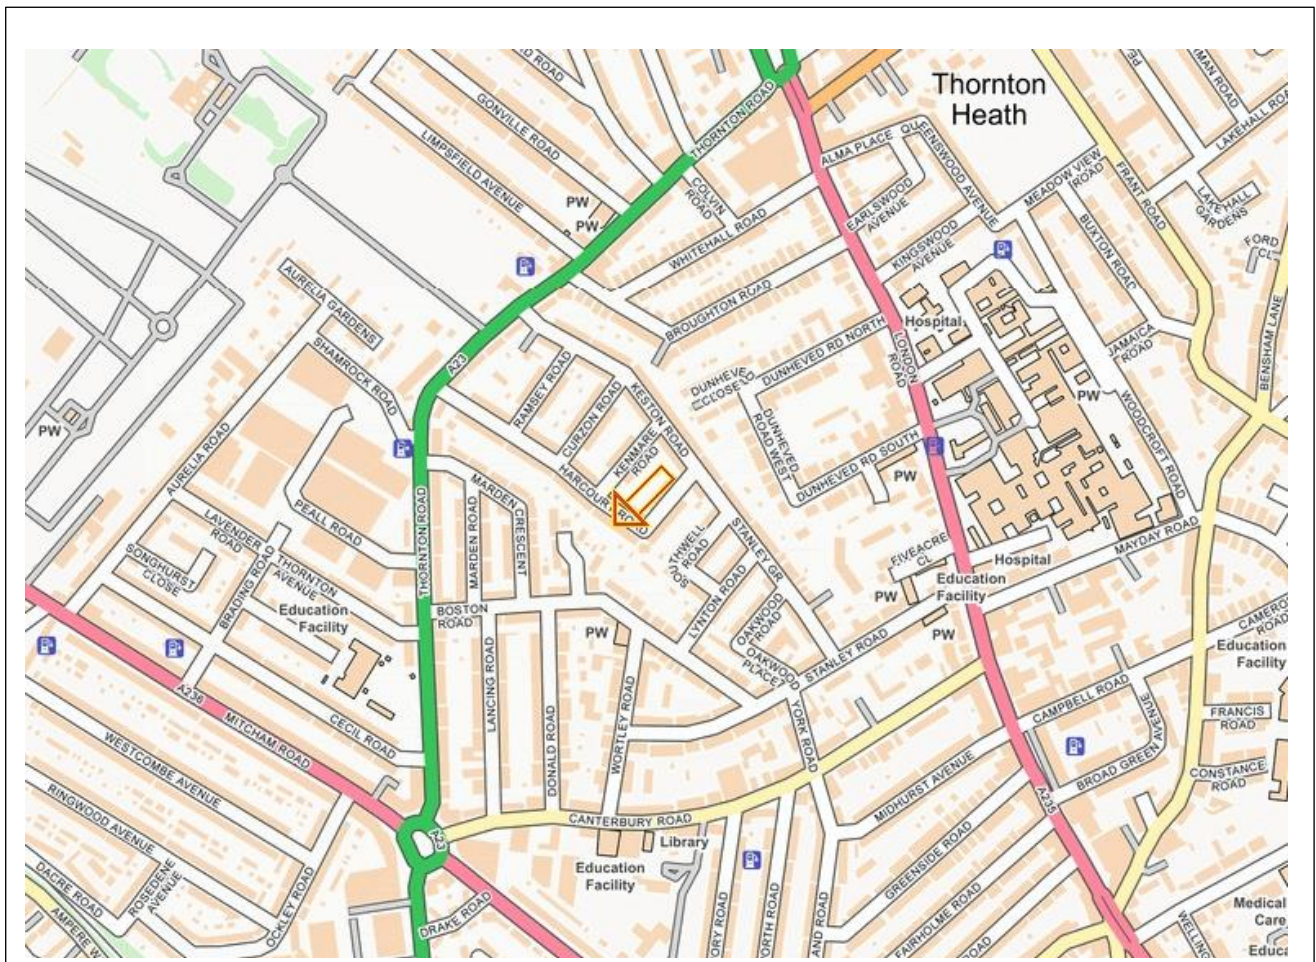 Thornton
Heath
GONVILLE ROAD
LIMPSFIELD AVENUE
THORNTON ROAD
COLVIN
ROAD
WHITEHALL ROAD
BROUGHTON ROAD
ALMA PLACE
QUEENSWOOD AVENUE
EARLSWOOD
AVENUE
KINGSWOOD
AVENUE
MEADOW VIEW
ROAD
FRANT ROAD
BUXTON ROAD
LAKEHALL ROAD
LAKEHALL
GARDENS
BENSHAM LANE
JAMAICA
ROAD
WOODCROFT ROAD
MAYDAY ROAD
PW
PW
AURELIA GARDENS
SHAMROCK ROAD
A23
AURELIA ROAD
PW
RAMSEY ROAD
CURZON ROAD
KESTON ROAD
KENMARE
ROAD
HARCOURT ROAD
DUNHEVED RD NORTH
DUNHEVED
ROAD WEST
DUNHEVED RD SOUTH
LONDON
ROAD
Hospital
PW
PW
Hospital
FIVEACRE
CL
Education
Facility
PW
PW
PEALL ROAD
LAVENDER
ROAD
THORNTON
AVENUE
SONGHURST
CLOSE
BRADING ROAD
Education
Facility
THORNTON ROAD
MARDEN ROAD
MARDEN
CRESCENT
BOSTON
ROAD
LANCING ROAD
DONALD ROAD
WORTLEY ROAD
PW
LYNTON ROAD
STANLEY GR
OAKWOOD
ROAD
OAKWOOD
PLACE
STANLEY ROAD
YORK ROAD
CAMPBELL ROAD
Education
Facility
FRANCIS
ROAD
CONSTANCE
ROAD
BROAD GREEN
AVENUE
A235
MIDHURST AVENUE
GREENSIDE ROAD
FAIRHOLME ROAD
A236
MITCHAM ROAD
CECIL ROAD
WESTCOMBE AVENUE
RINGWOOD AVENUE
ROSEDENE
AVENUE
DACRE ROAD
OCKLEY ROAD
A23
DRAKE ROAD
CANTERBURY ROAD
Library
Education
Facility
Medical
Care